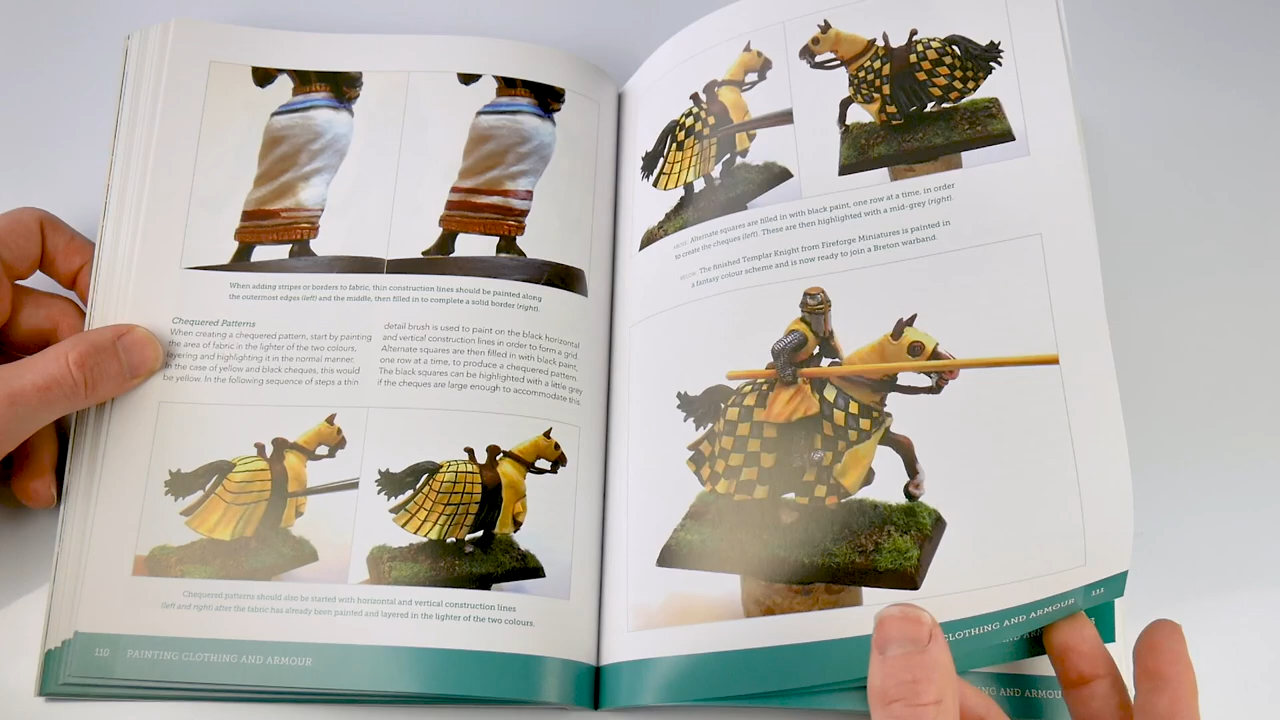 When adding stripes or borders to fabric, thin construction lines should be painted along
the outermost edges (left) and the middle, then filled in to complete a solid border (right).
Chequered Patterns
When creating a chequered pattern, start by painting
the area of fabric in the lighter of the two colours,
layering and highlighting it in the normal manner.
In the case of yellow and black cheques, this would
be yellow. In the following sequence of steps a thin
detail brush is used to paint on the black horizontal
and vertical construction lines in order to form a grid.
Alternate squares are then filled in with black paint,
one row at a time, to produce a chequered pattern.
The black squares can be highlighted with a little grey
if the cheques are large enough to accommodate this.
Chequered patterns should also be started with horizontal and vertical construction lines
(left and right) after the fabric has already been painted and layered in the lighter of the two colours.
110 PAINTING CLOTHING AND ARMOUR
ABOVE: Alternate squares are filled in with black paint, one row at a time, in order
to create the cheques (left). These are then highlighted with a mid-grey (right).
BELOW: The finished Templar Knight from Fireforge Miniatures is painted in
a fantasy colour scheme and is now ready to join a Breton warband.
CLOTHING AND ARMOUR 111
AND ARMOU